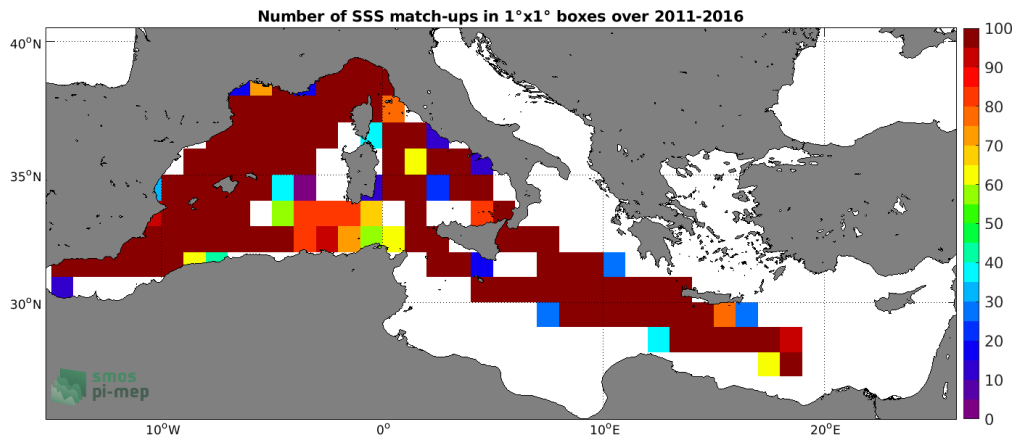 Number of SSS match-ups in 1°x1° boxes over 2011-2016
40°N
35°N
30°N
10°W
0°
10°E
20°E
100
90
80
70
60
50
40
30
20
10
0
smos
pi-mep